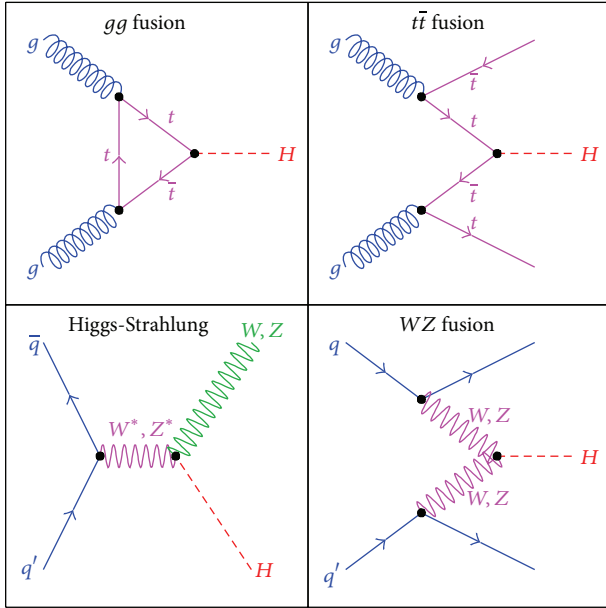 gg fusion
g
t
t
t̅
H
g
tt̅ fusion
g
t̅
t
H
t̅
t
g
Higgs-Strahlung
q̅
W, Z
W*, Z*
q′
H
WZ fusion
q
W, Z
H
W, Z
q′